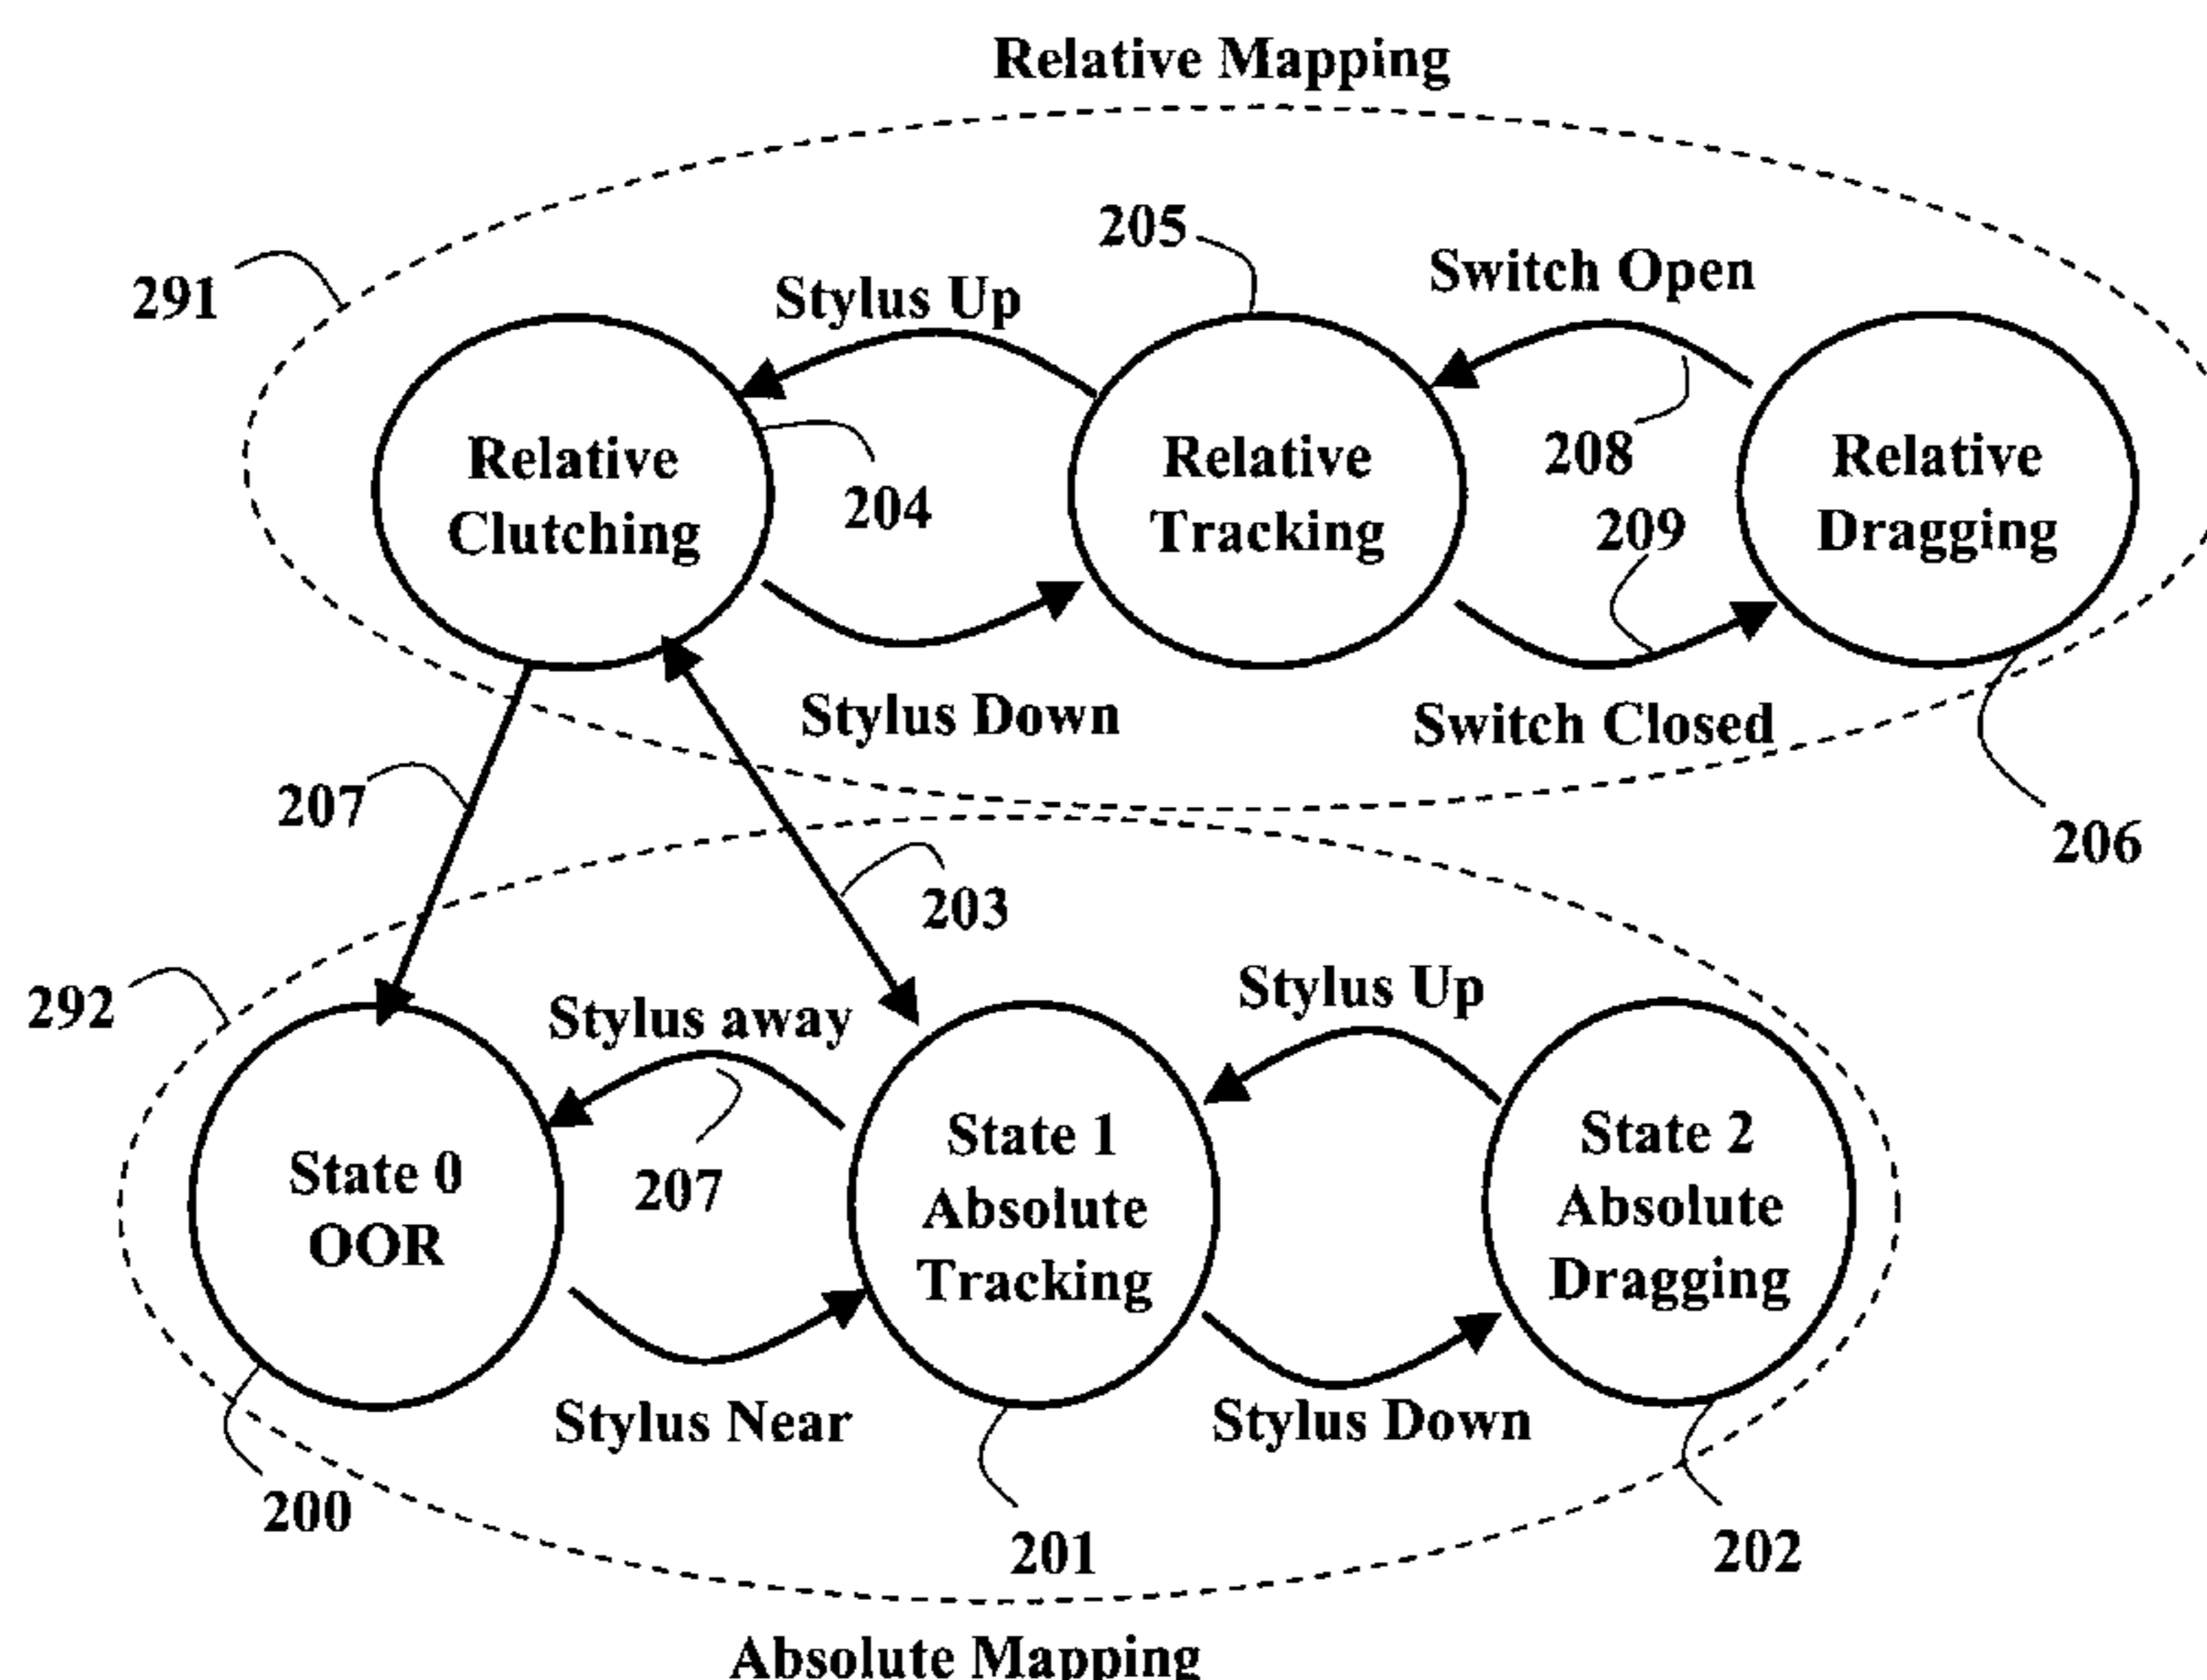 Relative Mapping
205
Switch Open
291
Stylus Up
Relative
Clutching
204
Relative
Tracking
208
209
Relative
Dragging
Stylus Down
Switch Closed
207
206
203
292
Stylus away
Stylus Up
State 0
OOR
207
State 1
Absolute
Tracking
State 2
Absolute
Dragging
Stylus Near
Stylus Down
200
201
202
Absolute Mapping